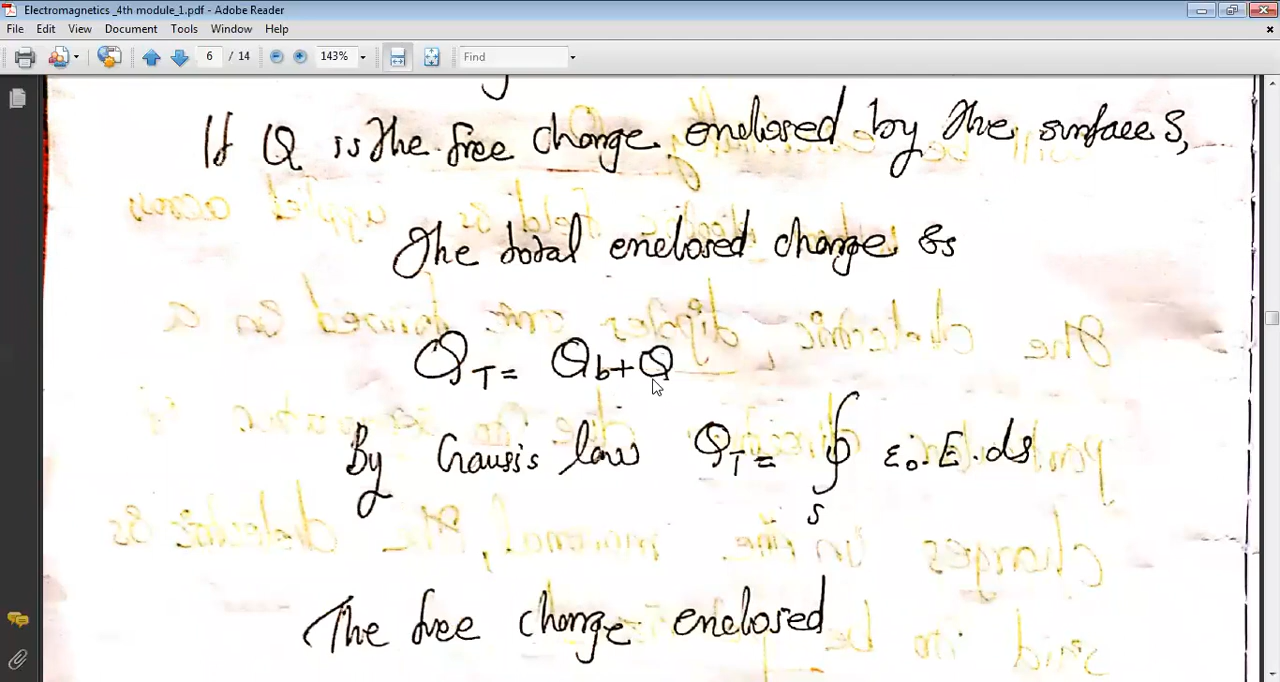 Electromagnetics _4th module_1.pdf - Adobe Reader
File Edit View Document Tools Window Help
6 / 14 143% Find
If Q is the free charge enclosed by the surface S,
The total enclosed charge is
Q_T = Q_b + Q
By Gauss's law Q_T = ∮_S ε₀.E.ds
The free charge enclosed